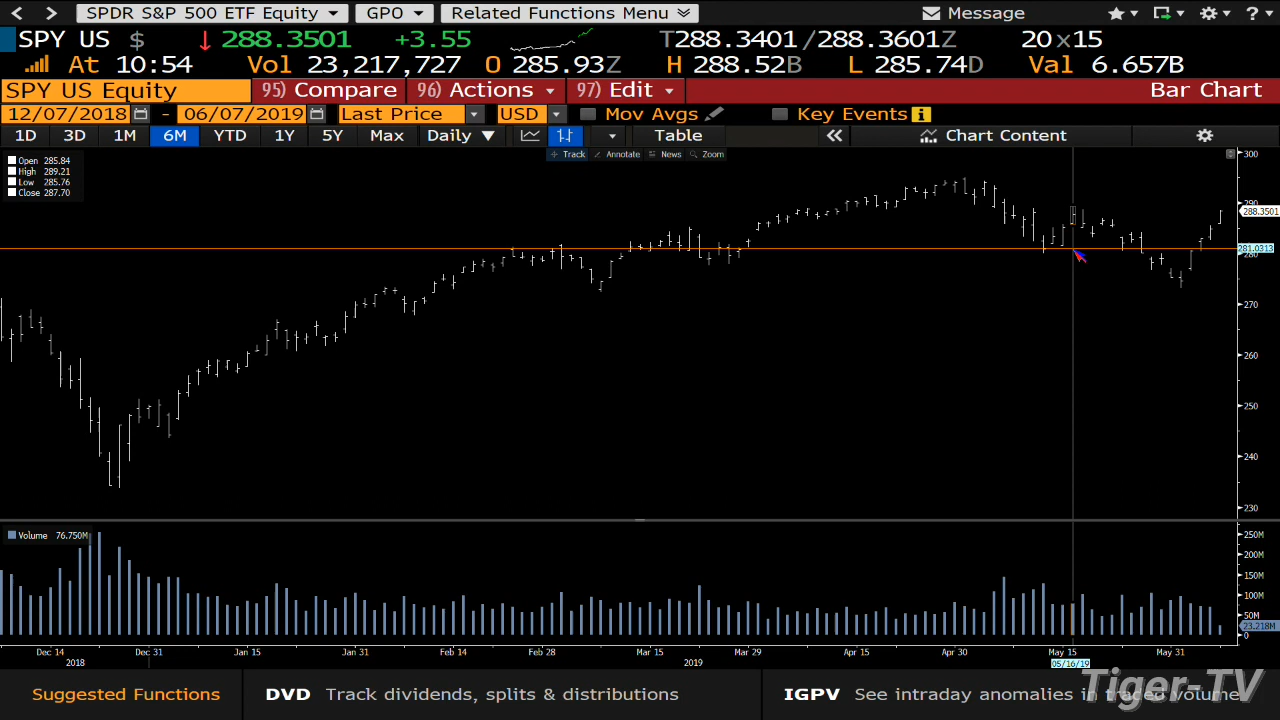 < > SPDR S&P 500 ETF Equity GPO Related Functions Menu Message ?
SPY US $ ↓ 288.3501 +3.55 T288.3401/288.3601Z 20x15
At 10:54 Vol 23,217,727 O 285.93Z H 288.52B L 285.74D Val 6.657B
SPY US Equity 95) Compare 96) Actions 97) Edit Bar Chart
12/07/2018 - 06/07/2019 Last Price USD Mov Avgs Key Events i
1D 3D 1M 6M YTD 1Y 5Y Max Daily ▼ Table « Chart Content
Track Annotate News Zoom
Open 285.84
High 289.21
Low 285.76
Close 287.70
300
290
288.3501
281.0313
280
270
260
250
240
230
Volume 76.750M
250M
200M
150M
100M
50M
23.218M
0
Dec 14 Dec 31 Jan 15 Jan 31 Feb 14 Feb 28 Mar 15 Mar 29 Apr 15 Apr 30 May 15 May 31
2018 2019 05/16/19
Suggested Functions DVD Track dividends, splits & distributions IGPV See intraday anomalies in traded volume
Tiger-TV